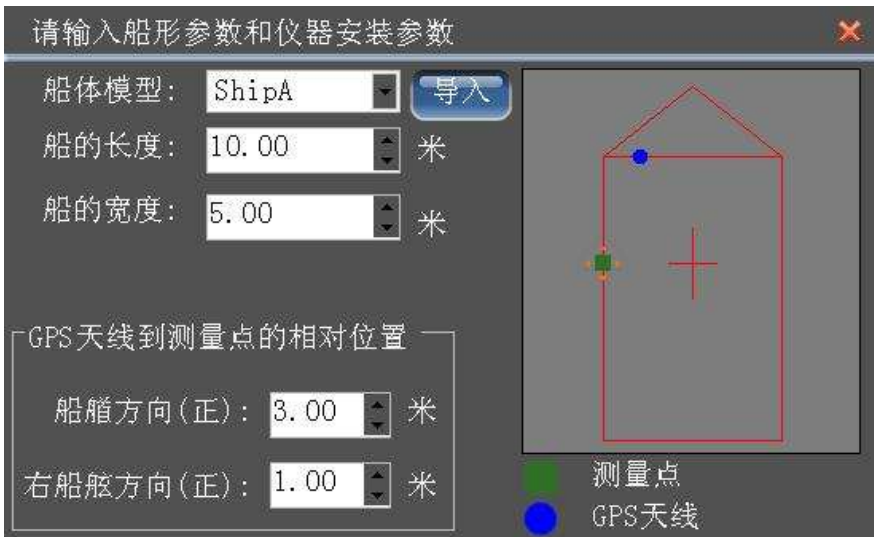 请输入船形参数和仪器安装参数
船体模型: ShipA 导入
船的长度: 10.00 米
船的宽度: 5.00 米
GPS天线到测量点的相对位置
船艏方向(正): 3.00 米
右船舷方向(正): 1.00 米
测量点
GPS天线